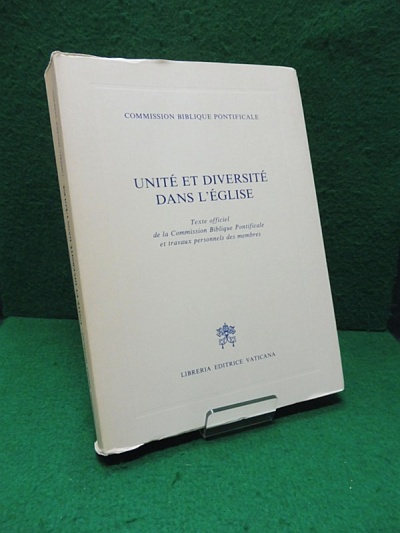 COMMISSION BIBLIQUE PONTIFICALE
UNITÉ ET DIVERSITÉ
DANS L'ÉGLISE
Texte officiel
de la Commission Biblique Pontificale
et travaux personnels des membres
LIBRERIA EDITRICE VATICANA